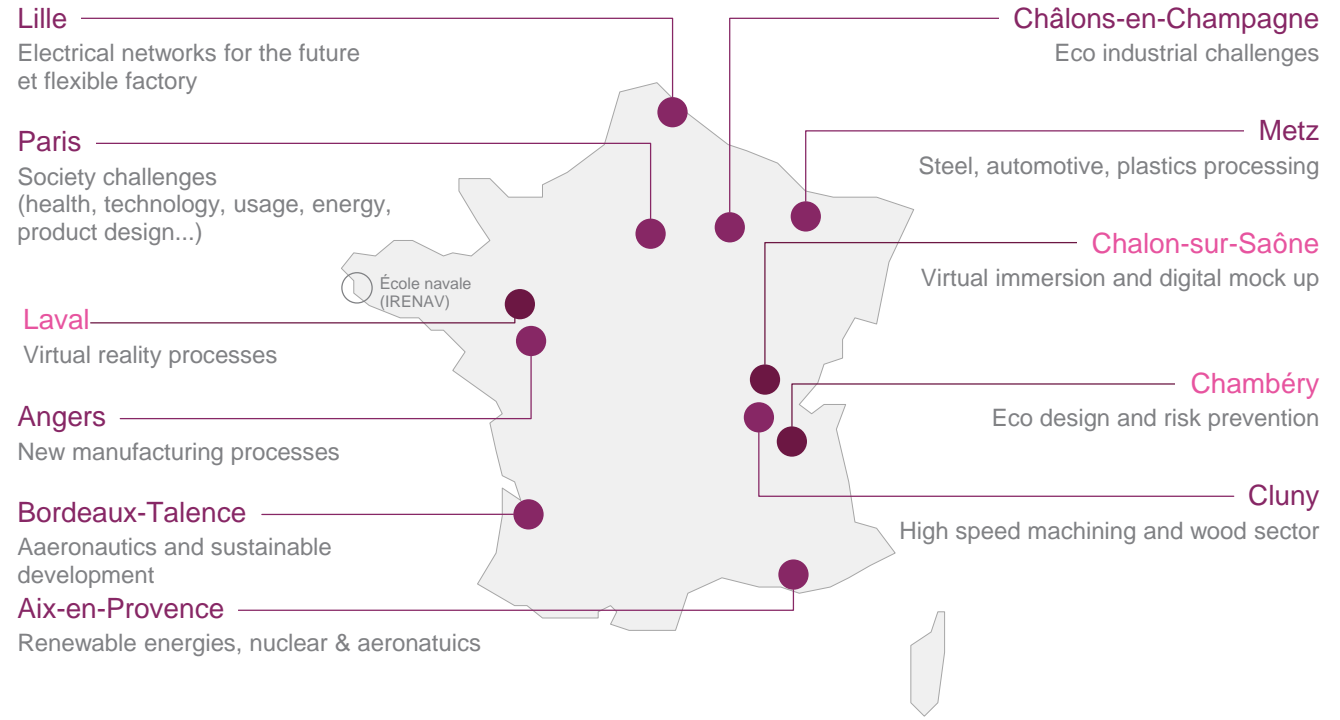 Lille
Electrical networks for the future
et flexible factory
Paris
Society challenges
(health, technology, usage, energy,
product design...)
École navale
(IRENAV)
Laval
Virtual reality processes
Angers
New manufacturing processes
Bordeaux-Talence
Aaeronautics and sustainable
development
Aix-en-Provence
Renewable energies, nuclear & aeronatuics
Châlons-en-Champagne
Eco industrial challenges
Metz
Steel, automotive, plastics processing
Chalon-sur-Saône
Virtual immersion and digital mock up
Chambéry
Eco design and risk prevention
Cluny
High speed machining and wood sector